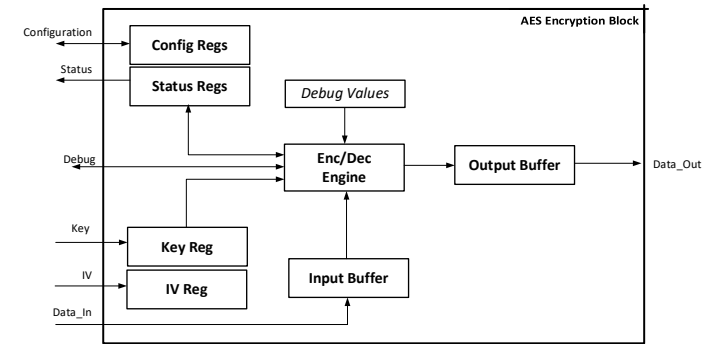 AES Encryption Block
Configuration
Config Regs
Status
Status Regs
Debug Values
Debug
Enc/Dec
Engine
Output Buffer
Data_Out
Key
Key Reg
IV
IV Reg
Input Buffer
Data_In